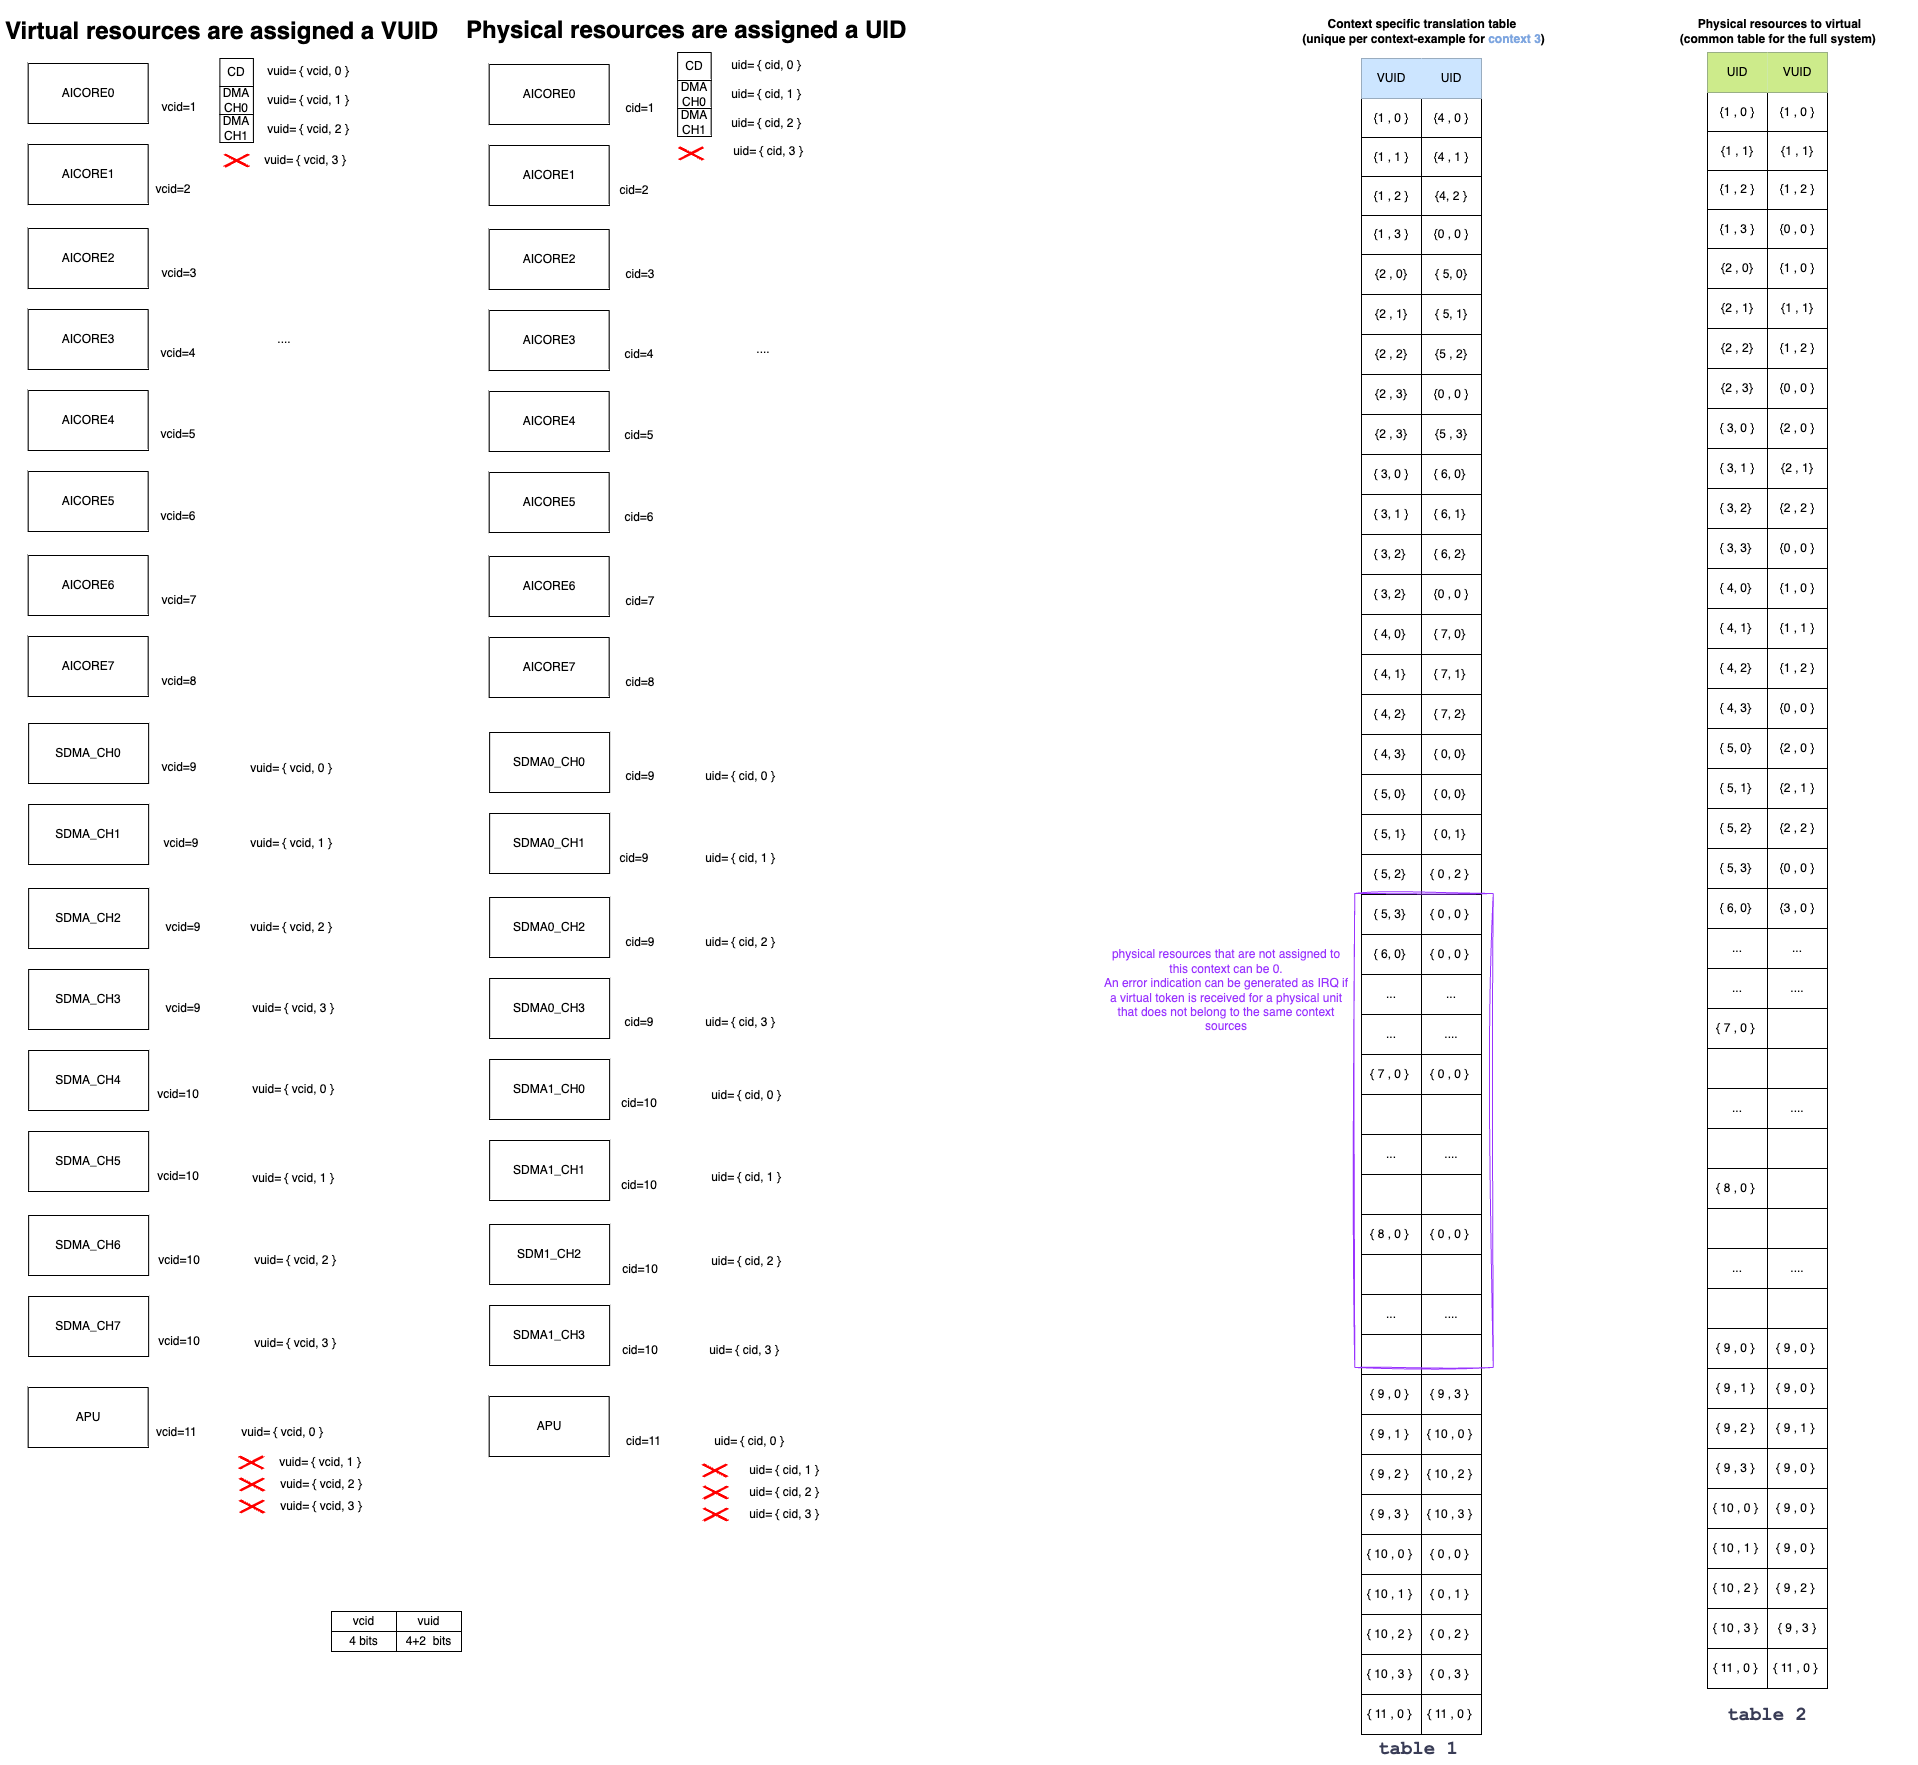 Virtual resources are assigned a VUID
AICORE0
vcid=1
CD
vuid= { vcid, 0 }
DMA
CH0
vuid= { vcid, 1 }
DMA
CH1
vuid= { vcid, 2 }
vuid= { vcid, 3 }
AICORE1
vcid=2
AICORE2
vcid=3
AICORE3
vcid=4
....
AICORE4
vcid=5
AICORE5
vcid=6
AICORE6
vcid=7
AICORE7
vcid=8
SDMA_CH0
vcid=9
vuid= { vcid, 0 }
SDMA_CH1
vcid=9
vuid= { vcid, 1 }
SDMA_CH2
vcid=9
vuid= { vcid, 2 }
SDMA_CH3
vcid=9
vuid= { vcid, 3 }
SDMA_CH4
vcid=10
vuid= { vcid, 0 }
SDMA_CH5
vcid=10
vuid= { vcid, 1 }
SDMA_CH6
vcid=10
vuid= { vcid, 2 }
SDMA_CH7
vcid=10
vuid= { vcid, 3 }
APU
vcid=11
vuid= { vcid, 0 }
vuid= { vcid, 1 }
vuid= { vcid, 2 }
vuid= { vcid, 3 }
vcid vuid
4 bits 4+2 bits
Physical resources are assigned a UID
AICORE0
cid=1
CD
uid= { cid, 0 }
DMA
CH0
uid= { cid, 1 }
DMA
CH1
uid= { cid, 2 }
uid= { cid, 3 }
AICORE1
cid=2
AICORE2
cid=3
AICORE3
cid=4
....
AICORE4
cid=5
AICORE5
cid=6
AICORE6
cid=7
AICORE7
cid=8
SDMA0_CH0
cid=9
uid= { cid, 0 }
SDMA0_CH1
cid=9
uid= { cid, 1 }
SDMA0_CH2
cid=9
uid= { cid, 2 }
SDMA0_CH3
cid=9
uid= { cid, 3 }
SDMA1_CH0
cid=10
uid= { cid, 0 }
SDMA1_CH1
cid=10
uid= { cid, 1 }
SDM1_CH2
cid=10
uid= { cid, 2 }
SDMA1_CH3
cid=10
uid= { cid, 3 }
APU
cid=11
uid= { cid, 0 }
uid= { cid, 1 }
uid= { cid, 2 }
uid= { cid, 3 }
Context specific translation table
(unique per context-example for context 3)
VUID UID
{1 , 0 } {4 , 0 }
{1 , 1 } {4 , 1 }
{1 , 2 } {4, 2 }
{1 , 3 } {0 , 0 }
{2 , 0} { 5, 0}
{2 , 1} { 5, 1}
{2 , 2} {5 , 2}
{2 , 3} {0 , 0 }
{2 , 3} {5 , 3}
{ 3, 0 } { 6, 0}
{ 3, 1 } { 6, 1}
{ 3, 2} { 6, 2}
{ 3, 2} {0 , 0 }
{ 4, 0} { 7, 0}
{ 4, 1} { 7, 1}
{ 4, 2} { 7, 2}
{ 4, 3} { 0, 0}
{ 5, 0} { 0, 0}
{ 5, 1} { 0, 1}
{ 5, 2} { 0 , 2 }
{ 5, 3} { 0 , 0 }
{ 6, 0} { 0 , 0 }
... ...
... ....
{ 7 , 0 } { 0 , 0 }
... ....
{ 8 , 0 } { 0 , 0 }
... ....
{ 9 , 0 } { 9 , 3 }
{ 9 , 1 } { 10 , 0 }
{ 9 , 2 } { 10 , 2 }
{ 9 , 3 } { 10 , 3 }
{ 10 , 0 } { 0 , 0 }
{ 10 , 1 } { 0 , 1 }
{ 10 , 2 } { 0 , 2 }
{ 10 , 3 } { 0 , 3 }
{ 11 , 0 } { 11 , 0 }
table 1
physical resources that are not assigned to
this context can be 0.
An error indication can be generated as IRQ if
a virtual token is received for a physical unit
that does not belong to the same context
sources
Physical resources to virtual
(common table for the full system)
UID VUID
{1 , 0 } {1 , 0 }
{1 , 1} {1 , 1}
{1 , 2 } {1 , 2 }
{1 , 3 } {0 , 0 }
{2 , 0} {1 , 0 }
{2 , 1} {1 , 1}
{2 , 2} {1 , 2 }
{2 , 3} {0 , 0 }
{ 3, 0 } {2 , 0 }
{ 3, 1 } {2 , 1}
{ 3, 2} {2 , 2 }
{ 3, 3} {0 , 0 }
{ 4, 0} {1 , 0 }
{ 4, 1} {1 , 1 }
{ 4, 2} {1 , 2 }
{ 4, 3} {0 , 0 }
{ 5, 0} {2 , 0 }
{ 5, 1} {2 , 1 }
{ 5, 2} {2 , 2 }
{ 5, 3} {0 , 0 }
{ 6, 0} {3 , 0 }
... ...
... ....
{ 7 , 0 }
... ....
{ 8 , 0 }
... ....
{ 9 , 0 } { 9 , 0 }
{ 9 , 1 } { 9 , 0 }
{ 9 , 2 } { 9 , 1 }
{ 9 , 3 } { 9 , 0 }
{ 10 , 0 } { 9 , 0 }
{ 10 , 1 } { 9 , 0 }
{ 10 , 2 } { 9 , 2 }
{ 10 , 3 } { 9 , 3 }
{ 11 , 0 } { 11 , 0 }
table 2